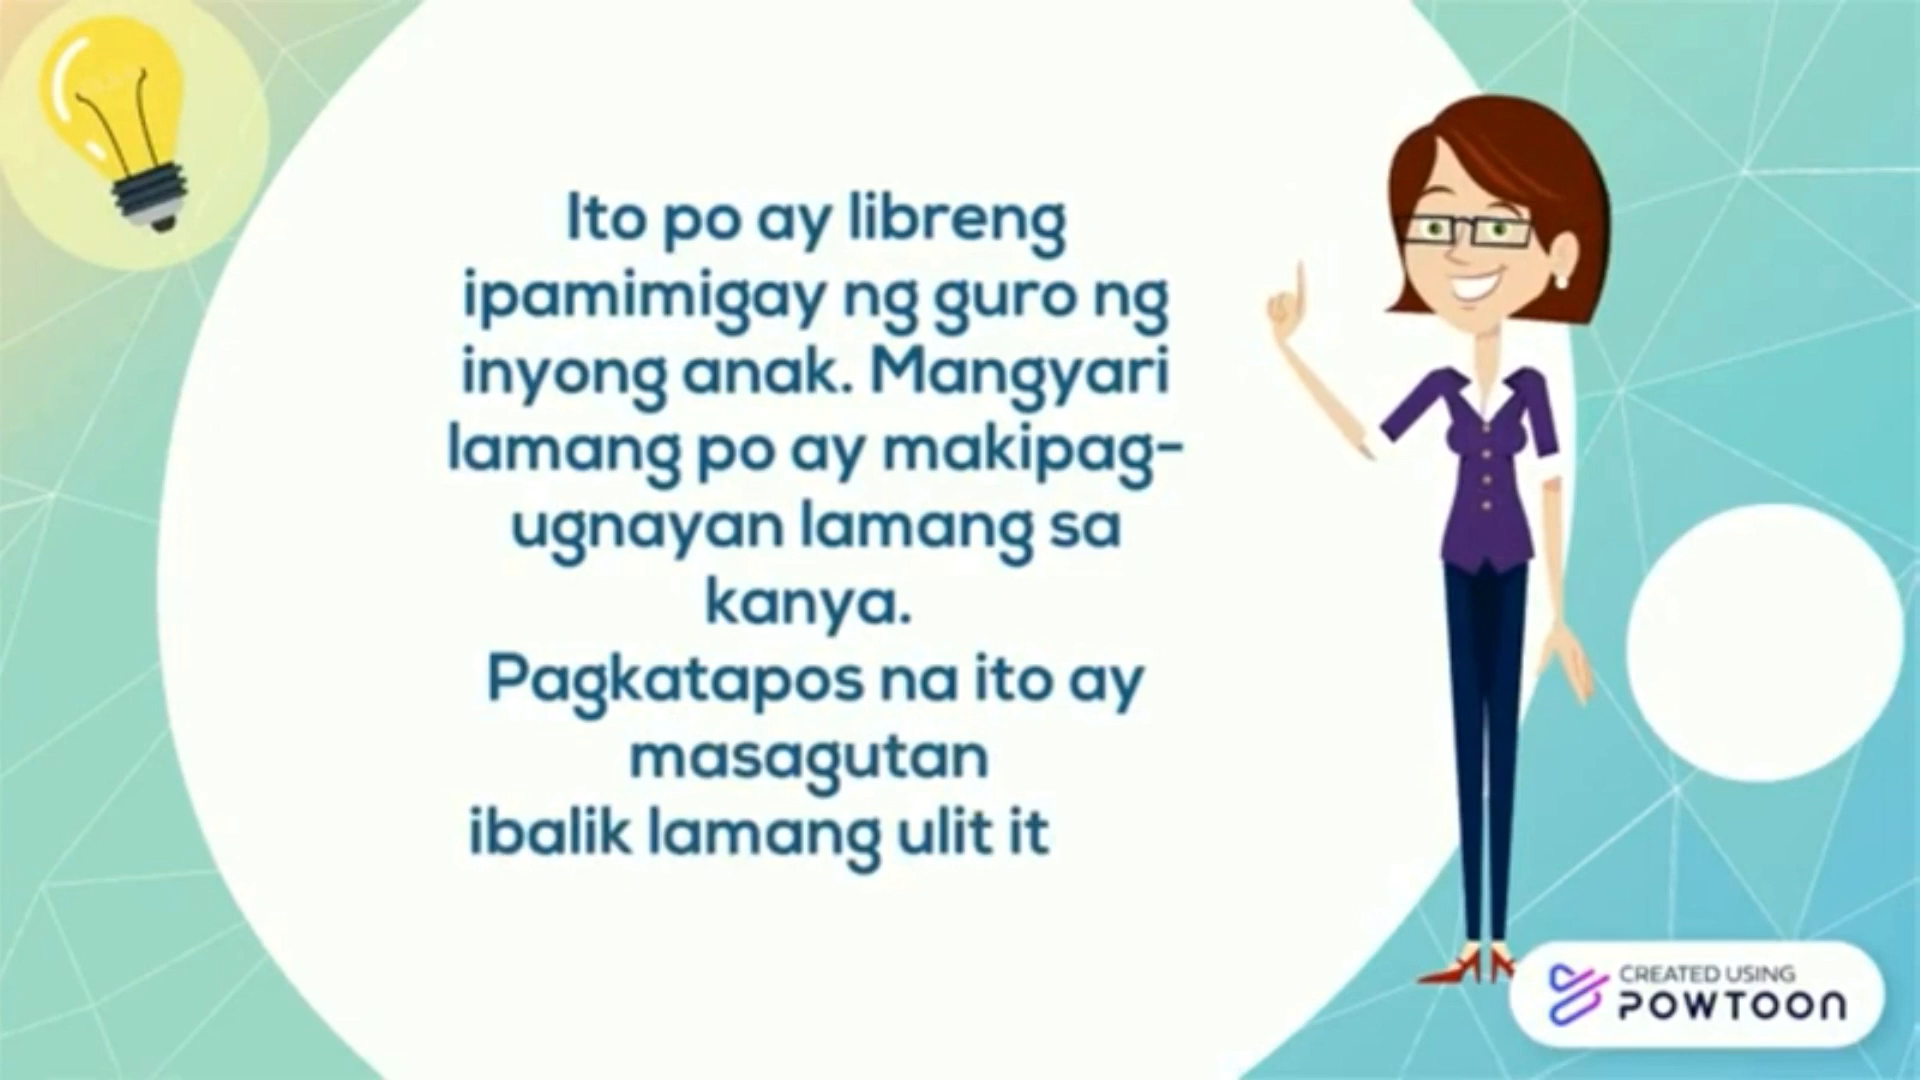 Ito po ay libreng
ipamimigay ng guro ng
inyong anak. Mangyari
lamang po ay makipag-
ugnayan lamang sa
kanya.
Pagkatapos na ito ay
masagutan
ibalik lamang ulit it
CREATED USING
POWTOON